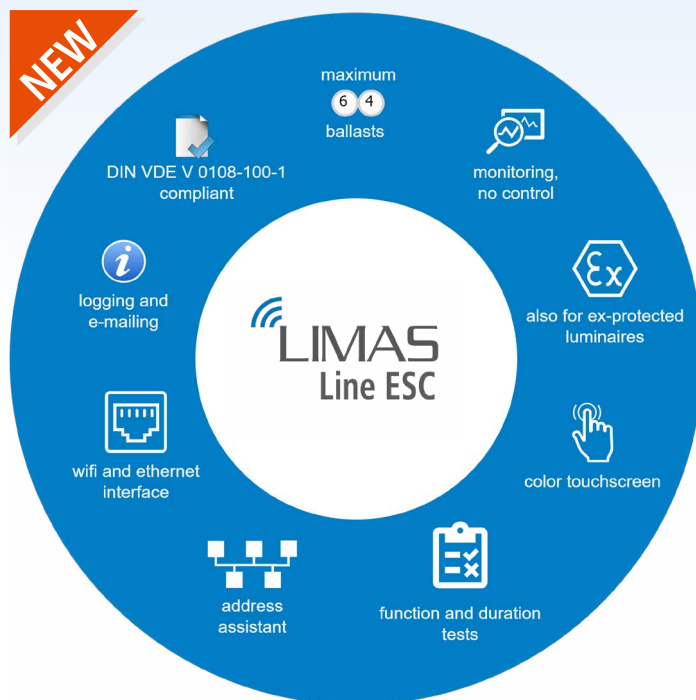 NEW
maximum
6 4
ballasts
monitoring,
no control
Ex
also for ex-protected
luminaires
color touchscreen
function and duration
tests
address
assistant
wifi and ethernet
interface
i
logging and
e-mailing
DIN VDE V 0108-100-1
compliant
LIMAS
Line ESC